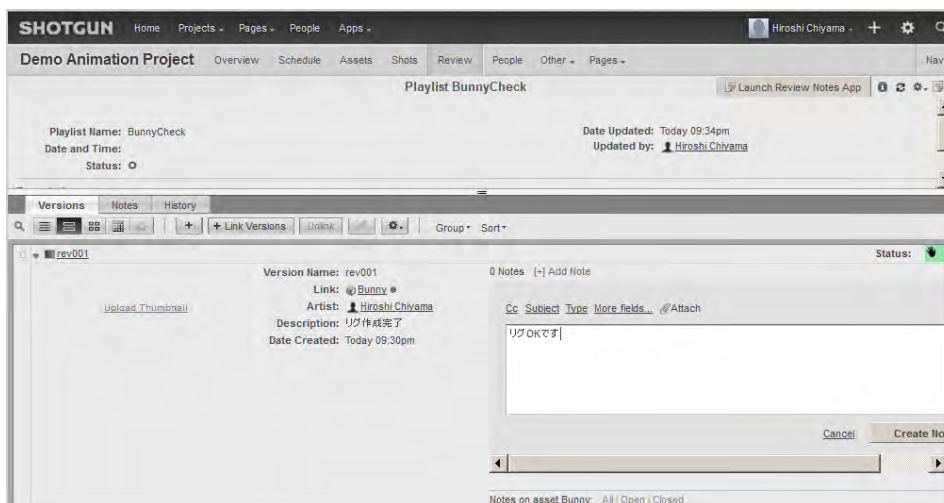 SHOTGUN Home Projects Pages People Apps Hiroshi Chiyama
Demo Animation Project Overview Schedule Assets Shots Review People Other Pages Nav
Playlist BunnyCheck Launch Review Notes App
Playlist Name: BunnyCheck Date Updated: Today 09:34pm
Date and Time: Updated by: Hiroshi Chiyama
Status:
Versions Notes History
+ Link Versions Unlink Group Sort
rev001 Status:
Version Name: rev001 0 Notes [+] Add Note
Link: Bunny
Upload Thumbnail Artist: Hiroshi Chiyama Cc Subject Type More fields... Attach
Description: リグ作成完了 リグOKです
Date Created: Today 09:30pm
Cancel Create No
Notes on asset Bunny: All | Open | Closed